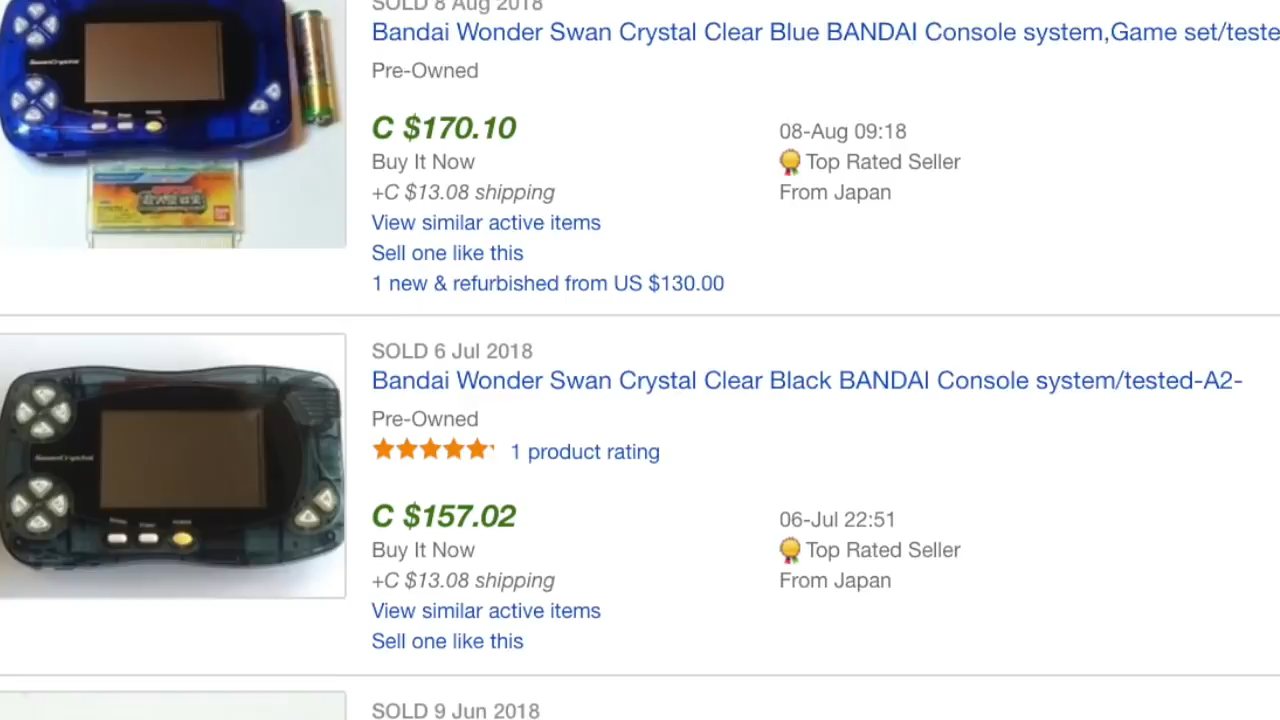 SOLD 8 Aug 2018
Bandai Wonder Swan Crystal Clear Blue BANDAI Console system,Game set/teste
Pre-Owned
C $170.10
08-Aug 09:18
Buy It Now
Top Rated Seller
+C $13.08 shipping
From Japan
View similar active items
Sell one like this
1 new & refurbished from US $130.00
SOLD 6 Jul 2018
Bandai Wonder Swan Crystal Clear Black BANDAI Console system/tested-A2-
Pre-Owned
1 product rating
C $157.02
06-Jul 22:51
Buy It Now
Top Rated Seller
+C $13.08 shipping
From Japan
View similar active items
Sell one like this
SOLD 9 Jun 2018
SwanCrystal